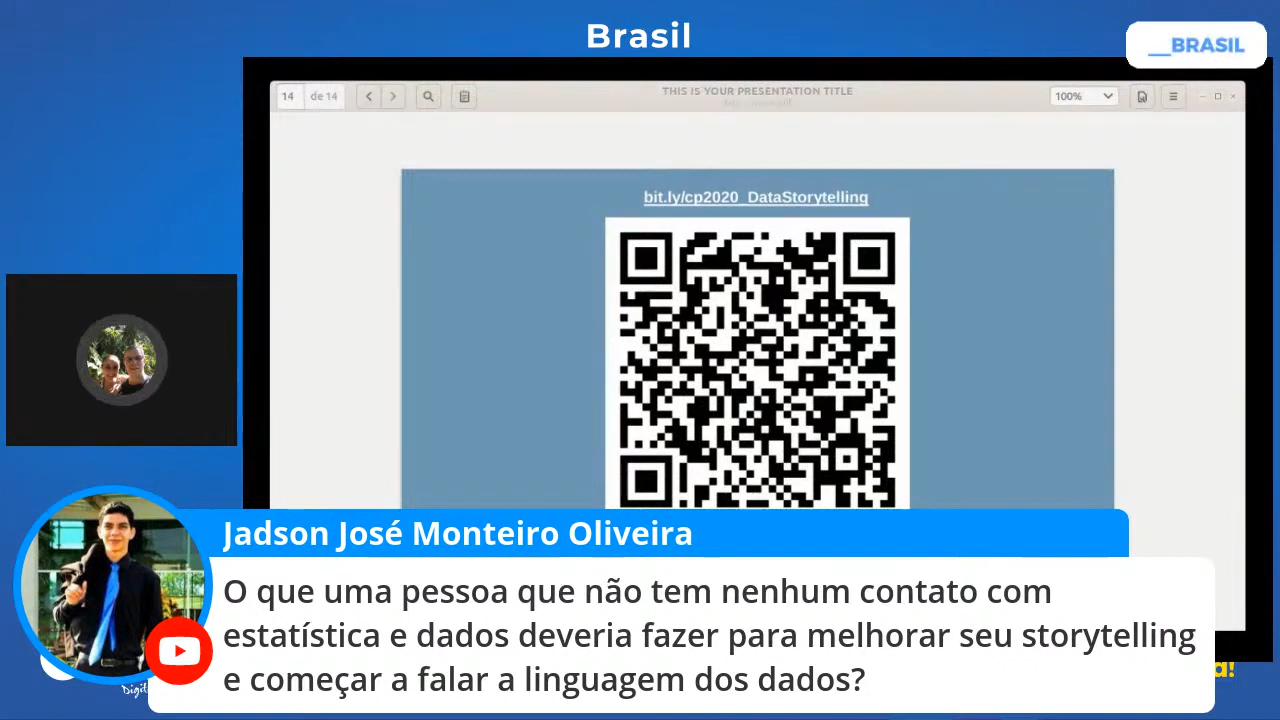 Brasil
__BRASIL
14 de 14
THIS IS YOUR PRESENTATION TITLE
100%
bit.ly/cp2020_DataStorytelling
Jadson José Monteiro Oliveira
O que uma pessoa que não tem nenhum contato com
estatística e dados deveria fazer para melhorar seu storytelling
e começar a falar a linguagem dos dados?